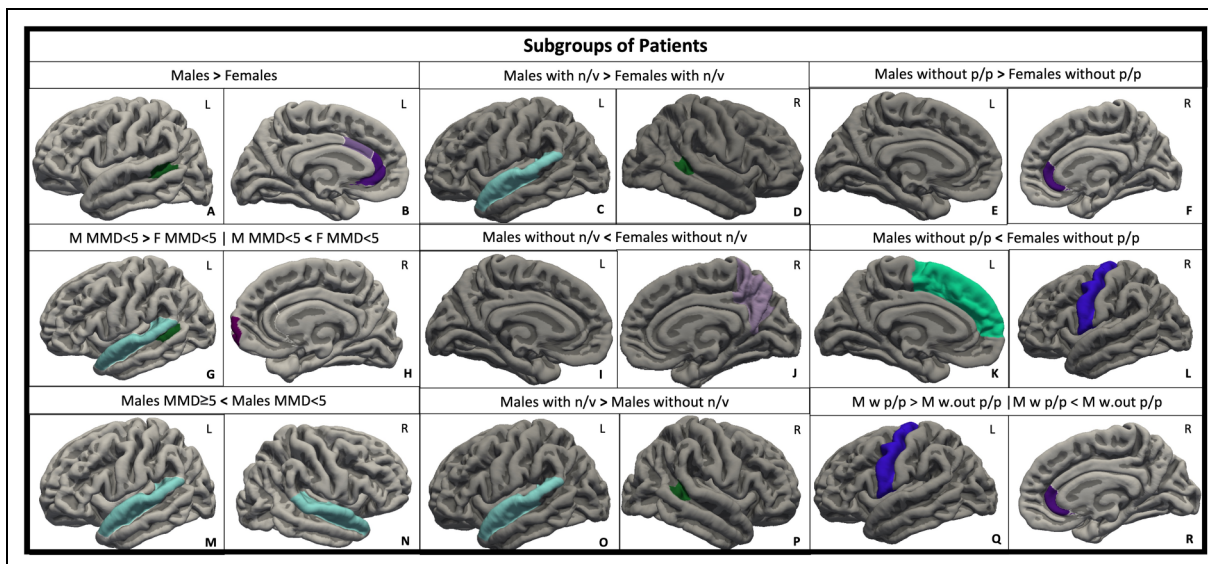 Subgroups of Patients
Males > Females
Males with n/v > Females with n/v
Males without p/p > Females without p/p
L
L
L
R
L
R
A
B
C
D
E
F
M MMD<5 > F MMD<5 | M MMD<5 < F MMD<5
Males without n/v < Females without n/v
Males without p/p < Females without p/p
L
R
L
R
L
R
G
H
I
J
K
L
Males MMD≥5 < Males MMD<5
Males with n/v > Males without n/v
M w p/p > M w.out p/p | M w p/p < M w.out p/p
L
R
L
R
L
R
M
N
O
P
Q
R